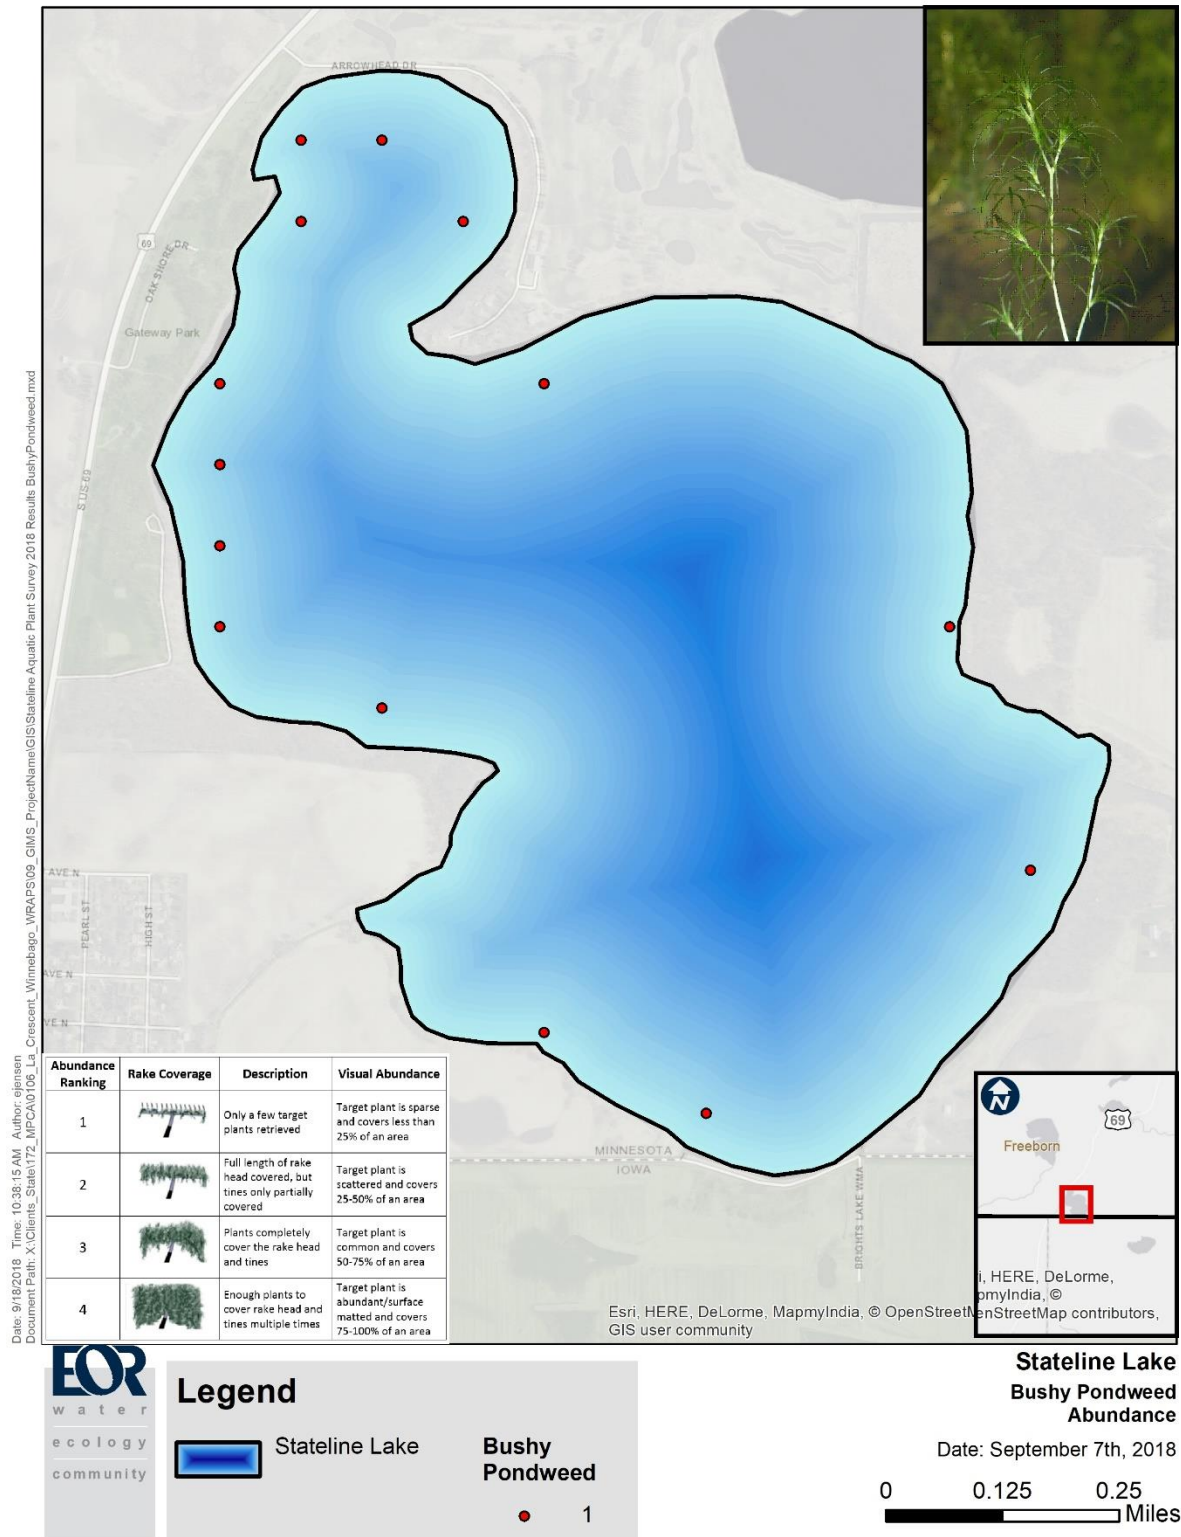 ARROWHEAD DR
69
OAK SHORE DR
Gateway Park
S US 69
AVE N
PEARL ST
HIGH ST
AVE N
VE N
MINNESOTA
IOWA
BRIGHTS LAKE WMA
Date: 9/18/2018 Time: 10:38:15 AM Author: ejensen
Document Path: X:\Clients_State\172_MPCA\0106_La_Crescent_Winnebago_WRAPS\09_GIMS_ProjectName\GIS\Stateline Aquatic Plant Survey 2018 Results BushyPondweed.mxd
Abundance Ranking Rake Coverage Description Visual Abundance
1 Only a few target plants retrieved Target plant is sparse and covers less than 25% of an area
2 Full length of rake head covered, but tines only partially covered Target plant is scattered and covers 25-50% of an area
3 Plants completely cover the rake head and tines Target plant is common and covers 50-75% of an area
4 Enough plants to cover rake head and tines multiple times Target plant is abundant/surface matted and covers 75-100% of an area
N
69
Freeborn
i, HERE, DeLorme,
pmyIndia, ©
enStreetMap contributors,
Esri, HERE, DeLorme, MapmyIndia, © OpenStreetM
GIS user community
EOR
water
ecology
community
Legend
Stateline Lake
Bushy
Pondweed
1
Stateline Lake
Bushy Pondweed
Abundance
Date: September 7th, 2018
0 0.125 0.25
Miles